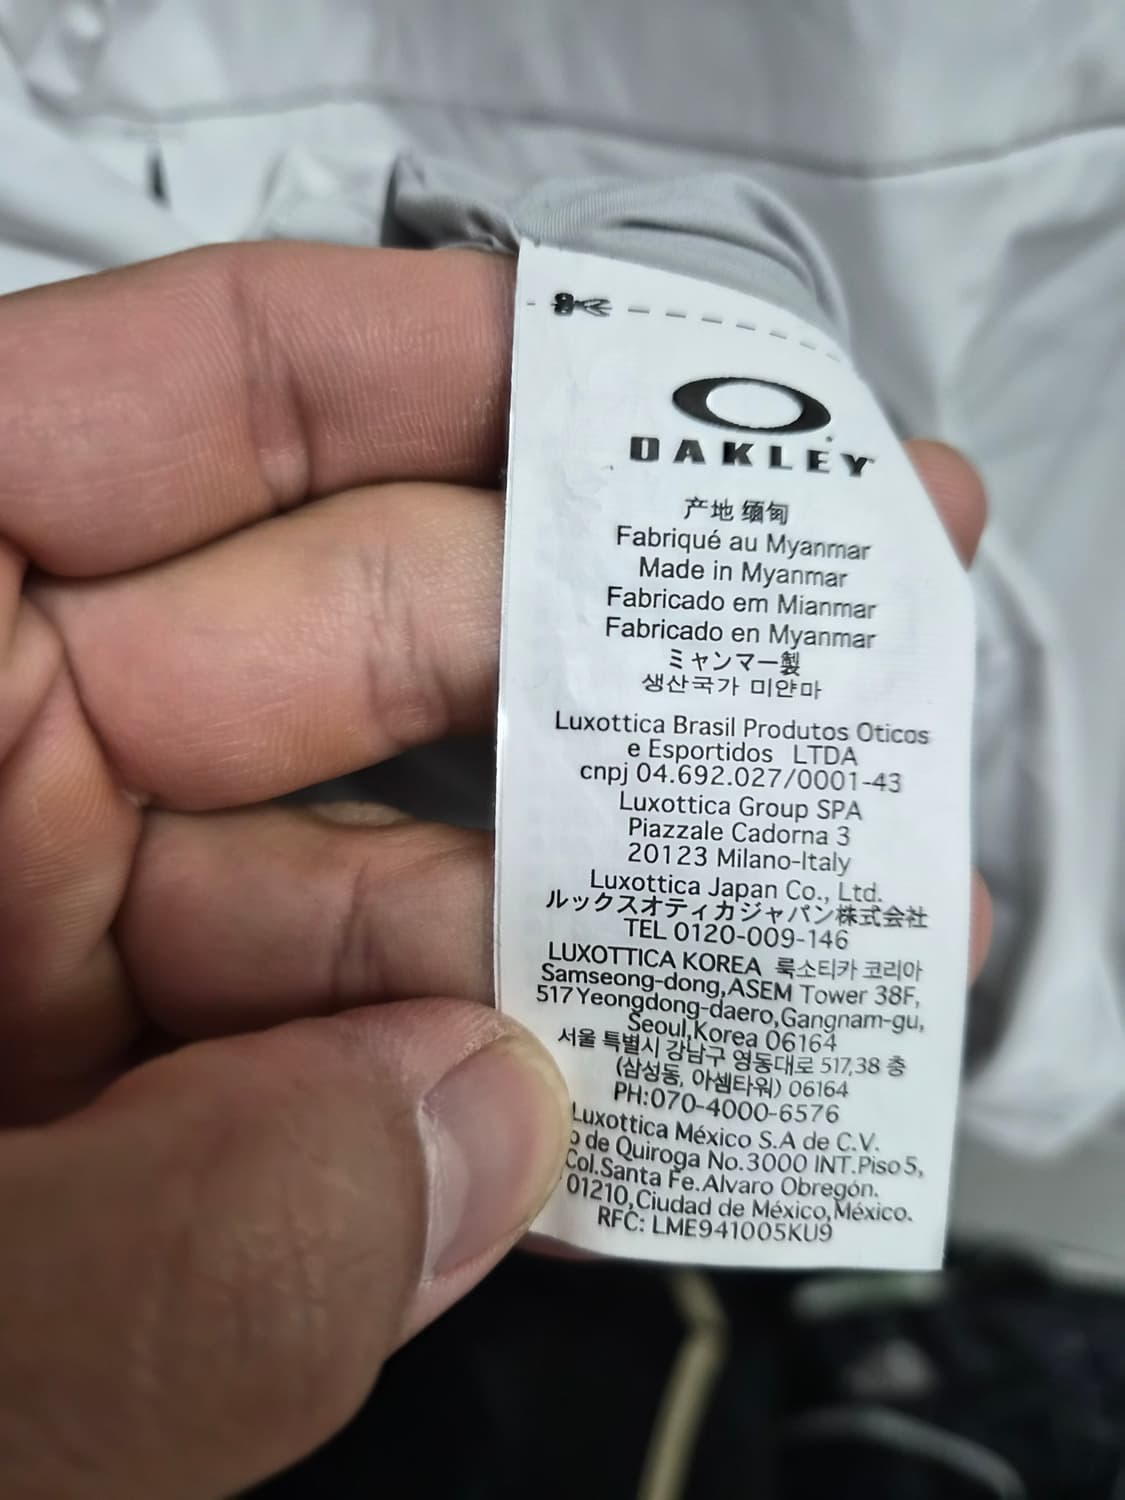 OAKLEY
产地 缅甸
Fabriqué au Myanmar
Made in Myanmar
Fabricado em Mianmar
Fabricado en Myanmar
ミャンマー製
생산국가 미얀마
Luxottica Brasil Produtos Oticos
e Esportidos LTDA
cnpj 04.692.027/0001-43
Luxottica Group SPA
Piazzale Cadorna 3
20123 Milano-Italy
Luxottica Japan Co., Ltd.
ルックスオティカジャパン株式会社
TEL 0120-009-146
LUXOTTICA KOREA 룩소티카 코리아
Samseong-dong,ASEM Tower 38F,
517Yeongdong-daero,Gangnam-gu,
Seoul,Korea 06164
서울 특별시 강남구 영동대로 517,38 층
(삼성동, 아셈타워) 06164
PH:070-4000-6576
Luxottica México S.A de C.V.
de Quiroga No.3000 INT.Piso 5,
Col.Santa Fe.Alvaro Obregón.
01210,Ciudad de México,México.
RFC: LME941005KU9